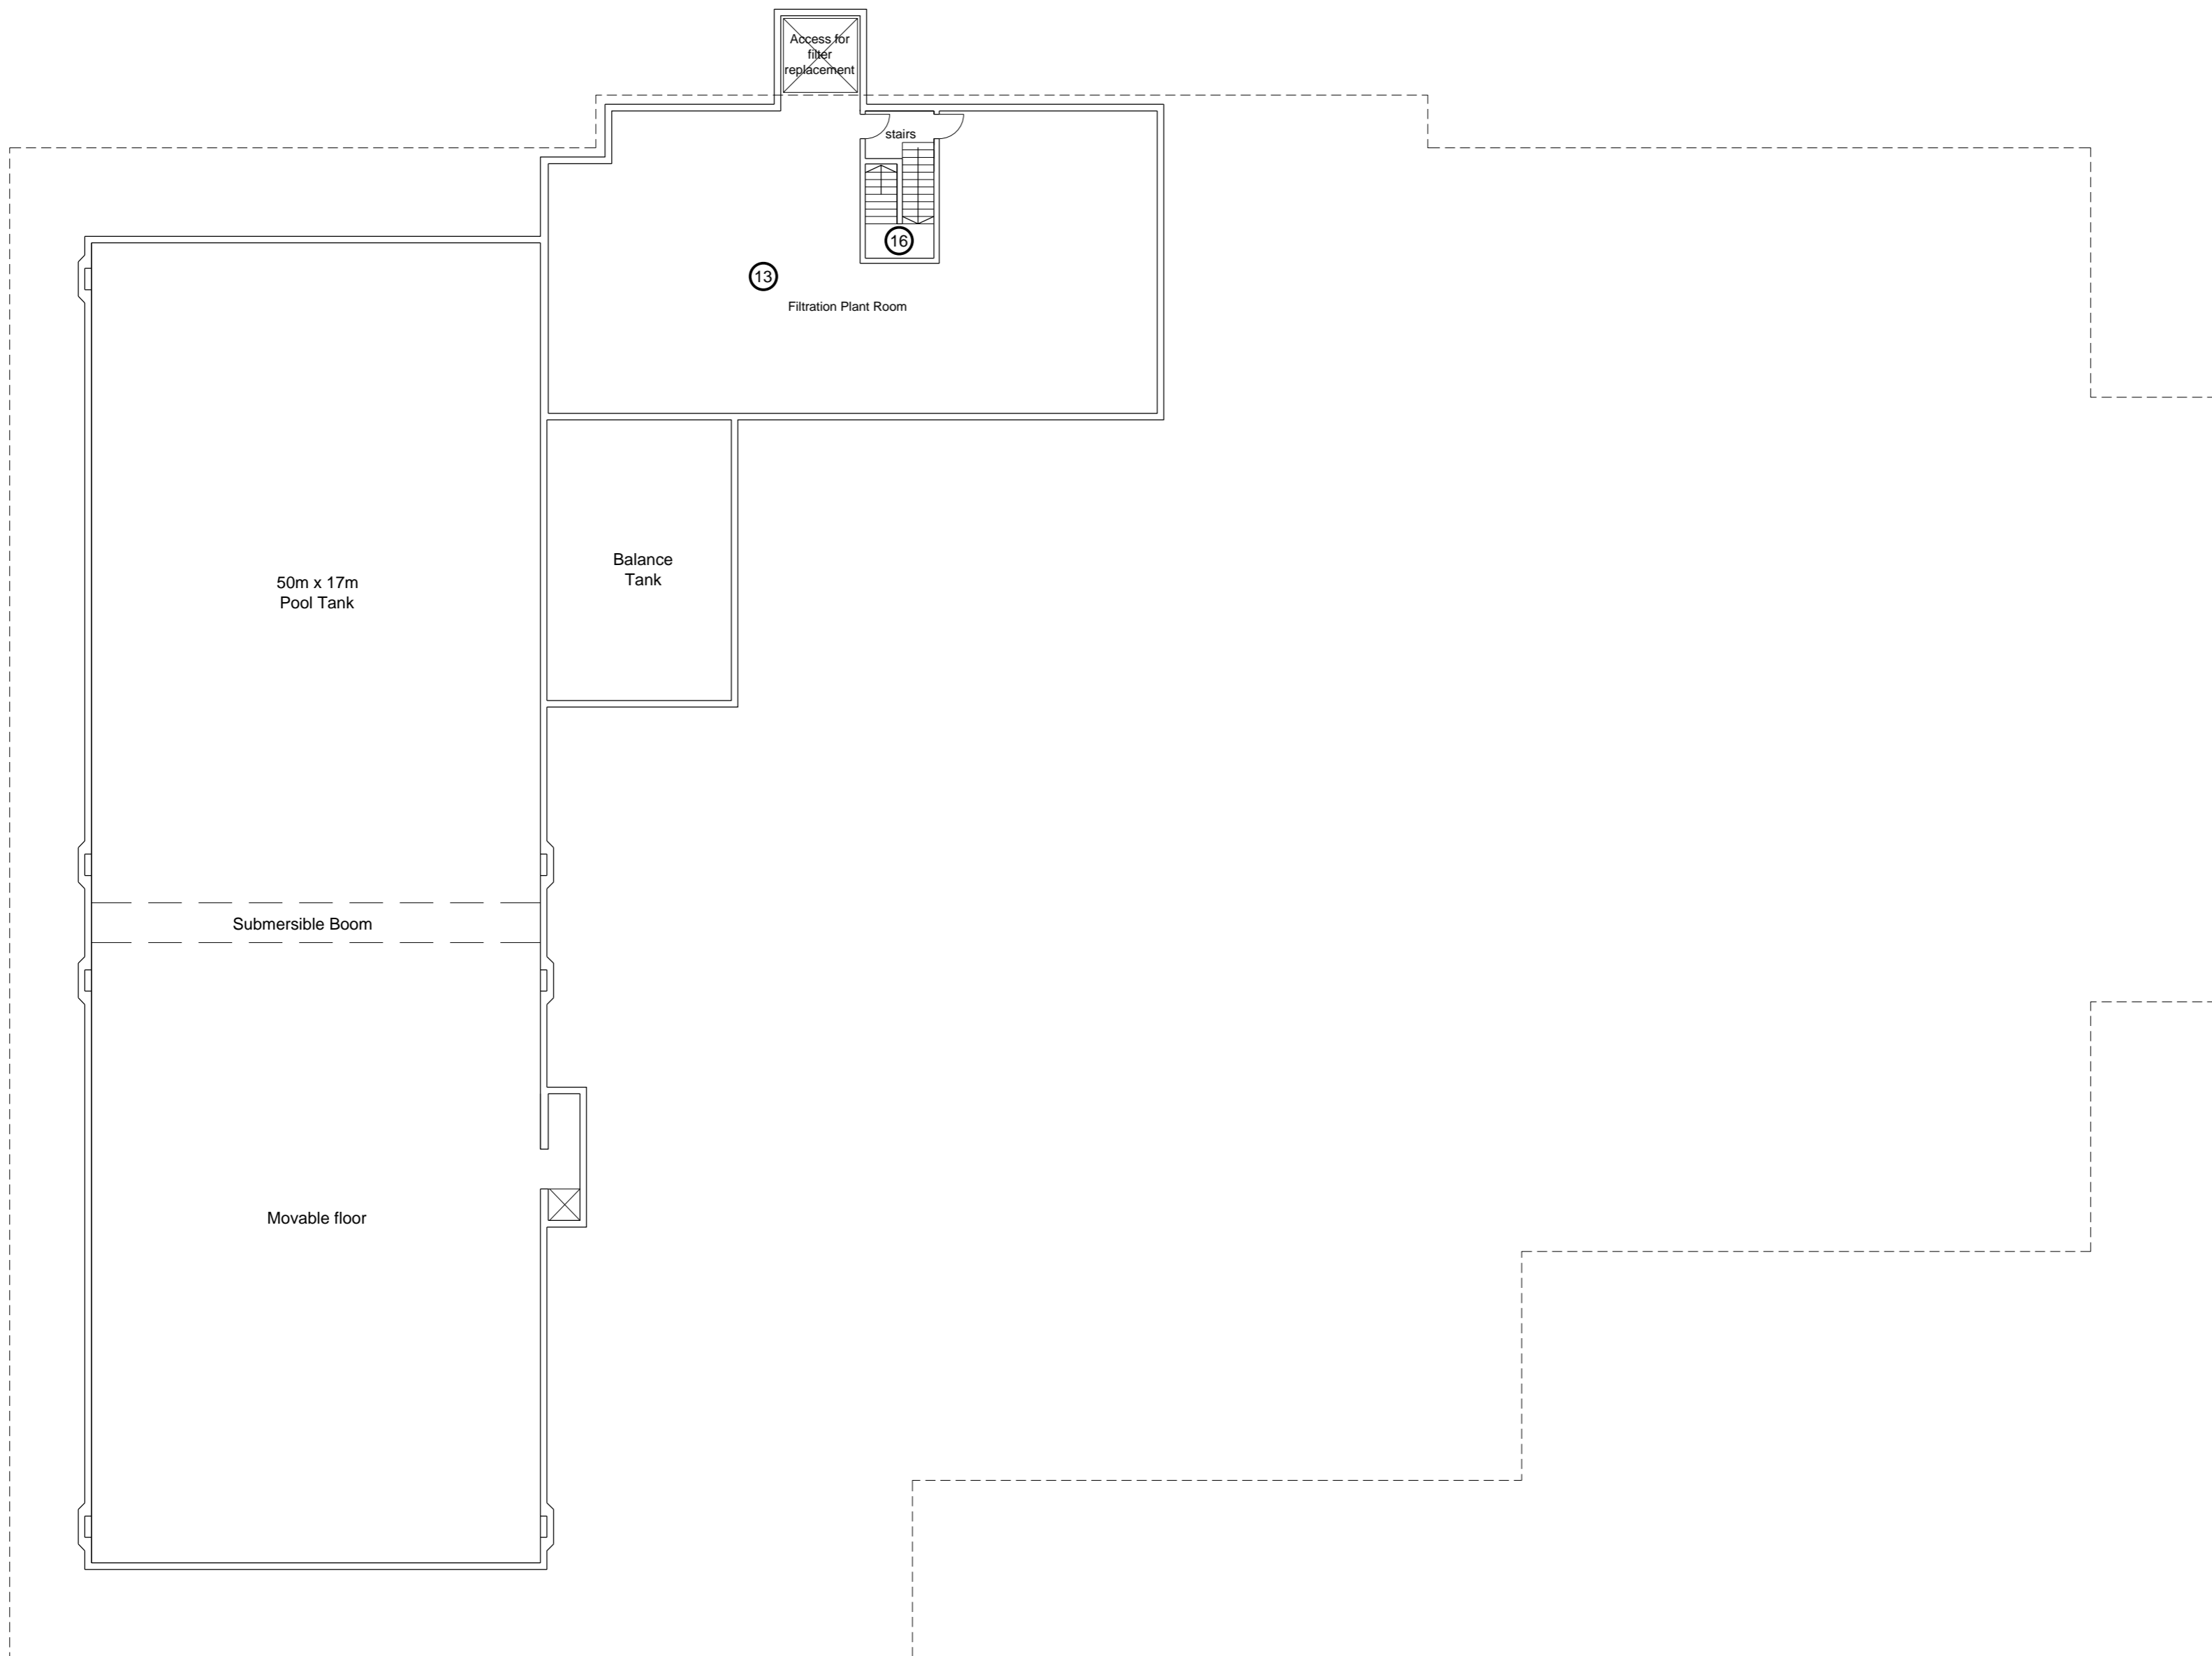 Access for
filter
replacement
stairs
16
13
Filtration Plant Room
Balance
Tank
50m x 17m
Pool Tank
Submersible Boom
Movable floor